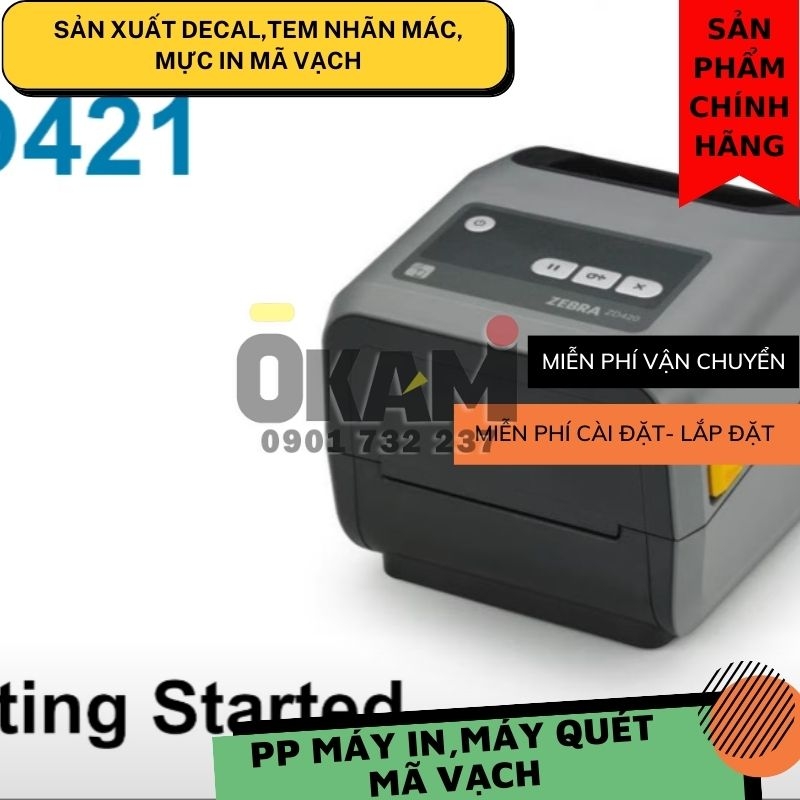 SẢN XUẤT DECAL,TEM NHÃN MÁC,
MỰC IN MÃ VẠCH
SẢN
PHẨM
CHÍNH
HÃNG
D421
ZEBRA ZD420
OKAMI
0901 732 237
MIỄN PHÍ VẬN CHUYỂN
MIỄN PHÍ CÀI ĐẶT- LẮP ĐẶT
ting Started
PP MÁY IN,MÁY QUÉT
MÃ VẠCH